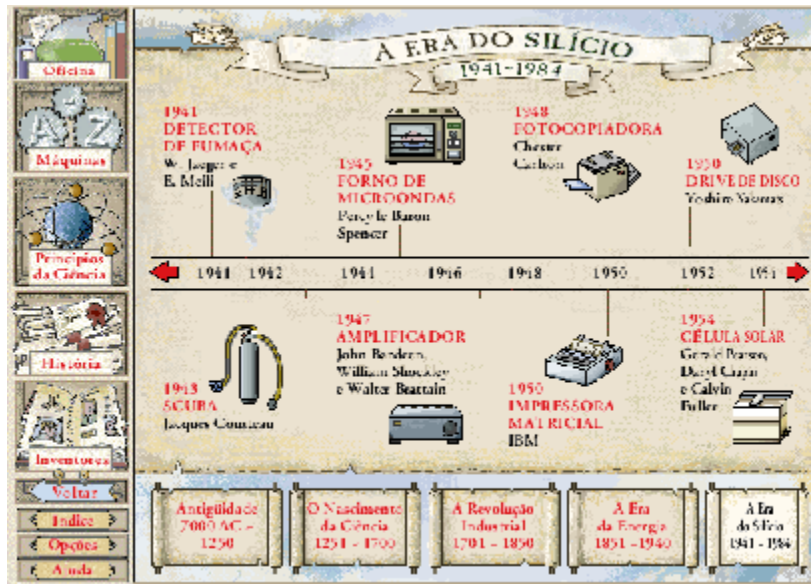 Oficina
Máquinas
Princípios
da Ciência
História
Inventores
Voltar
Índice
Opções
Ajuda
A ERA DO SILÍCIO
1941-1984
1941
DETECTOR
DE FUMAÇA
W. Jaeger e
E. Meili
1945
FORNO DE
MICROONDAS
Percy le Baron
Spencer
1948
FOTOCOPIADORA
Chester
Carlson
1950
DRIVE DE DISCO
Yoshiro
1941 1942 1944 1946 1948 1950 1952
1943
SCUBA
Jacques Cousteau
1947
AMPLIFICADOR
John Bardeen,
William Shockley
e Walter Brattain
1950
IMPRESSORA
MATRICIAL
IBM
1954
CÉLULA SOLAR
Gerald Pearson,
Daryl Chapin
e Calvin
Fuller
Antigüidade
7000 AC -
1250
O Nascimento
da Ciência
1251 - 1700
A Revolução
Industrial
1701 - 1850
A Era
da Energia
1851 - 1940
A Era
do Silício
1941 - 1984